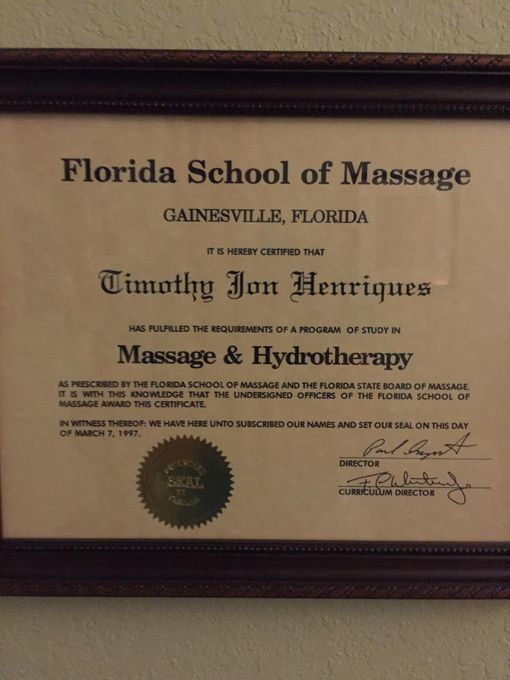 Florida School of Massage
GAINESVILLE, FLORIDA
IT IS HEREBY CERTIFIED THAT
Timothy Jon Henriques
HAS FULFILLED THE REQUIREMENTS OF A PROGRAM OF STUDY IN
Massage & Hydrotherapy
AS PRESCRIBED BY THE FLORIDA SCHOOL OF MASSAGE AND THE FLORIDA STATE BOARD OF MASSAGE.
IT IS WITH THIS KNOWLEDGE THAT THE UNDERSIGNED OFFICERS OF THE FLORIDA SCHOOL OF
MASSAGE AWARD THIS CERTIFICATE.
IN WITNESS THEREOF: WE HAVE HERE UNTO SUBSCRIBED OUR NAMES AND SET OUR SEAL ON THIS DAY
OF MARCH 7, 1997.
SEAL
DIRECTOR
CURRICULUM DIRECTOR